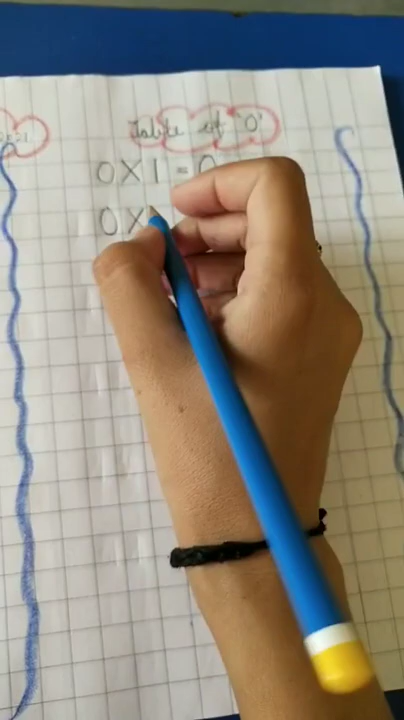 Table of "0"
0 X 1 = 0
0 X